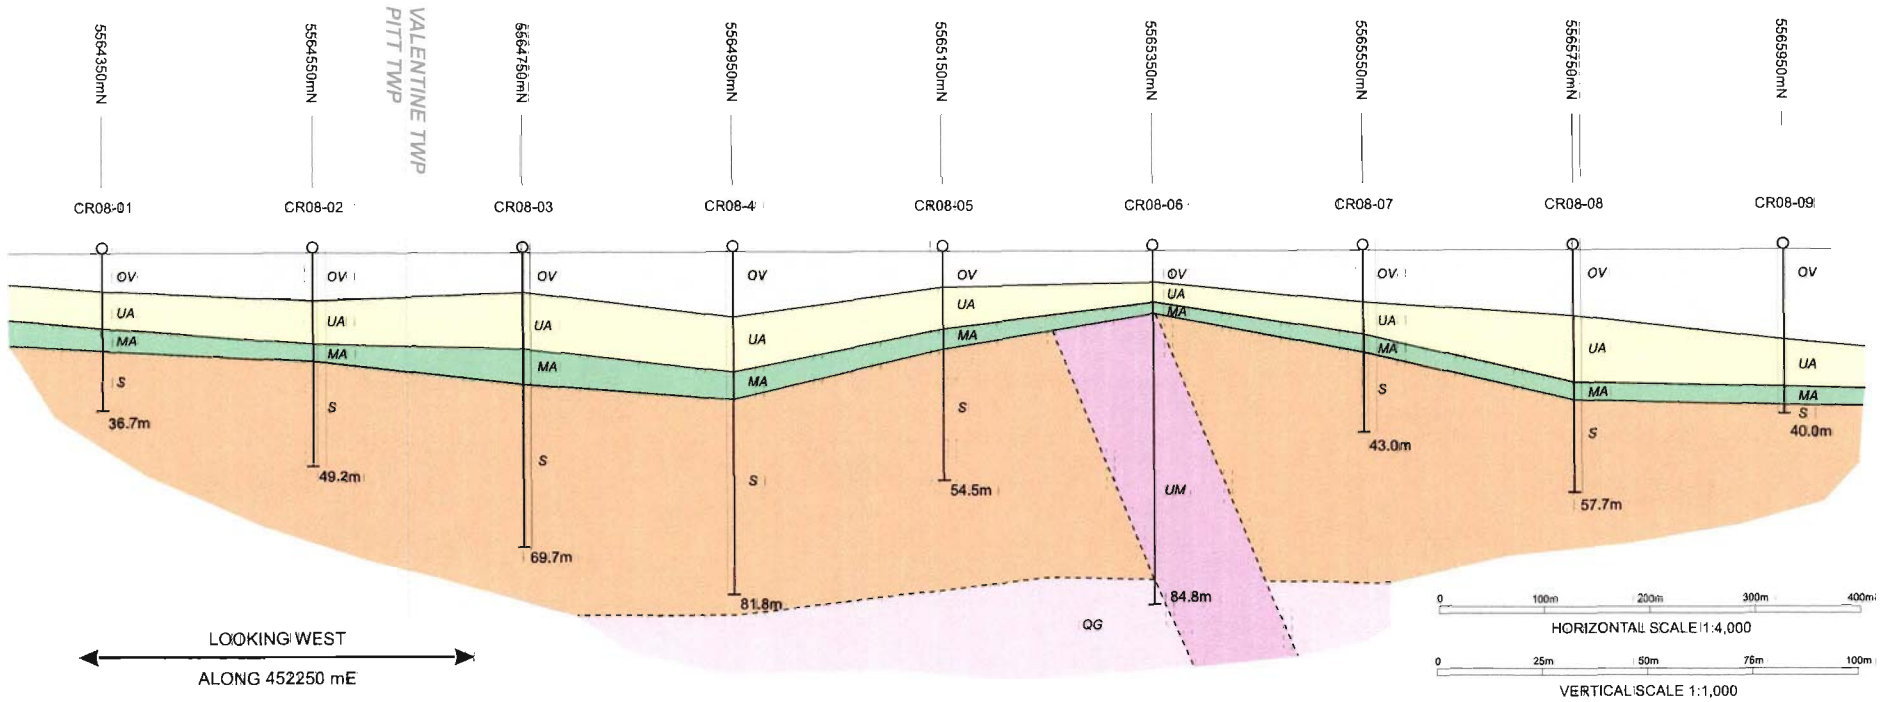 5564350mN
5564550mN
VALENTINE TWP
PITT TWP
5564750mN
5564950mN
5565150mN
5565350mN
5565550mN
5565750mN
5565950mN
CR08-01
CR08-02
CR08-03
CR08-4
CR08-05
CR08-06
CR08-07
CR08-08
CR08-09
OV
OV
OV
OV
OV
OV
OV
OV
OV
UA
UA
UA
UA
UA
UA
UA
UA
UA
MA
MA
MA
MA
MA
MA
MA
MA
MA
S
S
S
S
S
S
S
S
UM
QG
36.7m
49.2m
69.7m
81.8m
54.5m
84.8m
43.0m
57.7m
40.0m
LOOKING WEST
ALONG 452250 mE
0 100m 200m 300m 400m
HORIZONTAL SCALE 1:4,000
0 25m 50m 75m 100m
VERTICAL SCALE 1:1,000